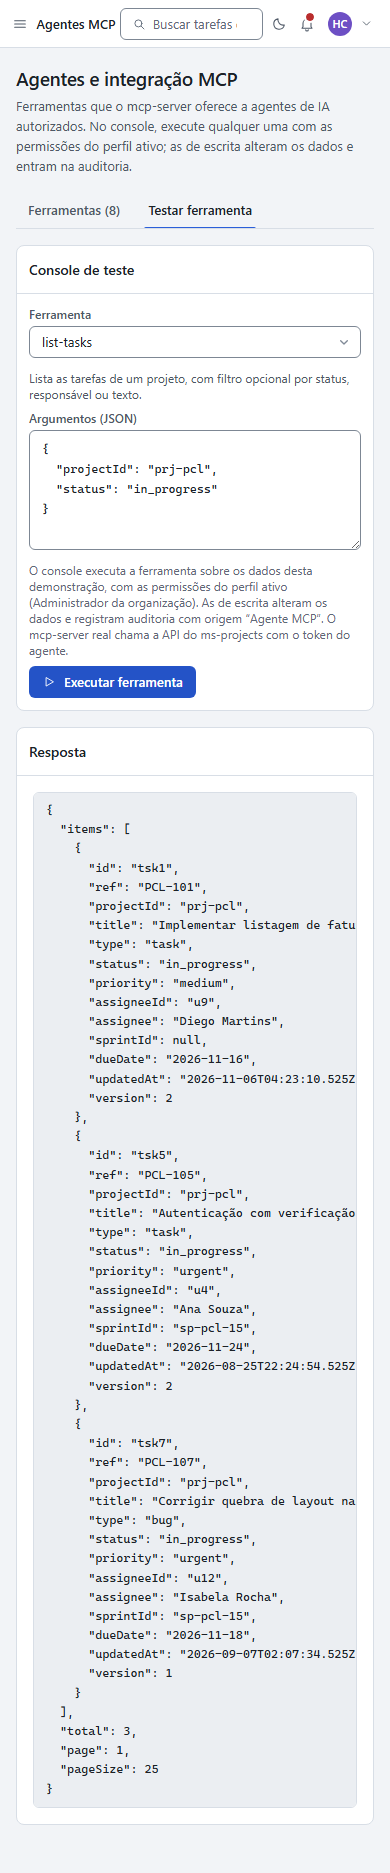 Agentes MCP
Buscar tarefas
HC
Agentes e integração MCP
Ferramentas que o mcp-server oferece a agentes de IA
autorizados. No console, execute qualquer uma com as
permissões do perfil ativo; as de escrita alteram os dados e
entram na auditoria.
Ferramentas (8)
Testar ferramenta
Console de teste
Ferramenta
list-tasks
Lista as tarefas de um projeto, com filtro opcional por status,
responsável ou texto.
Argumentos (JSON)
{
"projectId": "prj-pcl",
"status": "in_progress"
}
O console executa a ferramenta sobre os dados desta
demonstração, com as permissões do perfil ativo
(Administrador da organização). As de escrita alteram os
dados e registram auditoria com origem “Agente MCP”. O
mcp-server real chama a API do ms-projects com o token do
agente.
Executar ferramenta
Resposta
{
"items": [
{
"id": "tsk1",
"ref": "PCL-101",
"projectId": "prj-pcl",
"title": "Implementar listagem de fatu
"type": "task",
"status": "in_progress",
"priority": "medium",
"assigneeId": "u9",
"assignee": "Diego Martins",
"sprintId": null,
"dueDate": "2026-11-16",
"updatedAt": "2026-11-06T04:23:10.525Z
"version": 2
},
{
"id": "tsk5",
"ref": "PCL-105",
"projectId": "prj-pcl",
"title": "Autenticação com verificação
"type": "task",
"status": "in_progress",
"priority": "urgent",
"assigneeId": "u4",
"assignee": "Ana Souza",
"sprintId": "sp-pcl-15",
"dueDate": "2026-11-24",
"updatedAt": "2026-08-25T22:24:54.525Z
"version": 2
},
{
"id": "tsk7",
"ref": "PCL-107",
"projectId": "prj-pcl",
"title": "Corrigir quebra de layout na
"type": "bug",
"status": "in_progress",
"priority": "urgent",
"assigneeId": "u12",
"assignee": "Isabela Rocha",
"sprintId": "sp-pcl-15",
"dueDate": "2026-11-18",
"updatedAt": "2026-09-07T02:07:34.525Z
"version": 1
}
],
"total": 3,
"page": 1,
"pageSize": 25
}